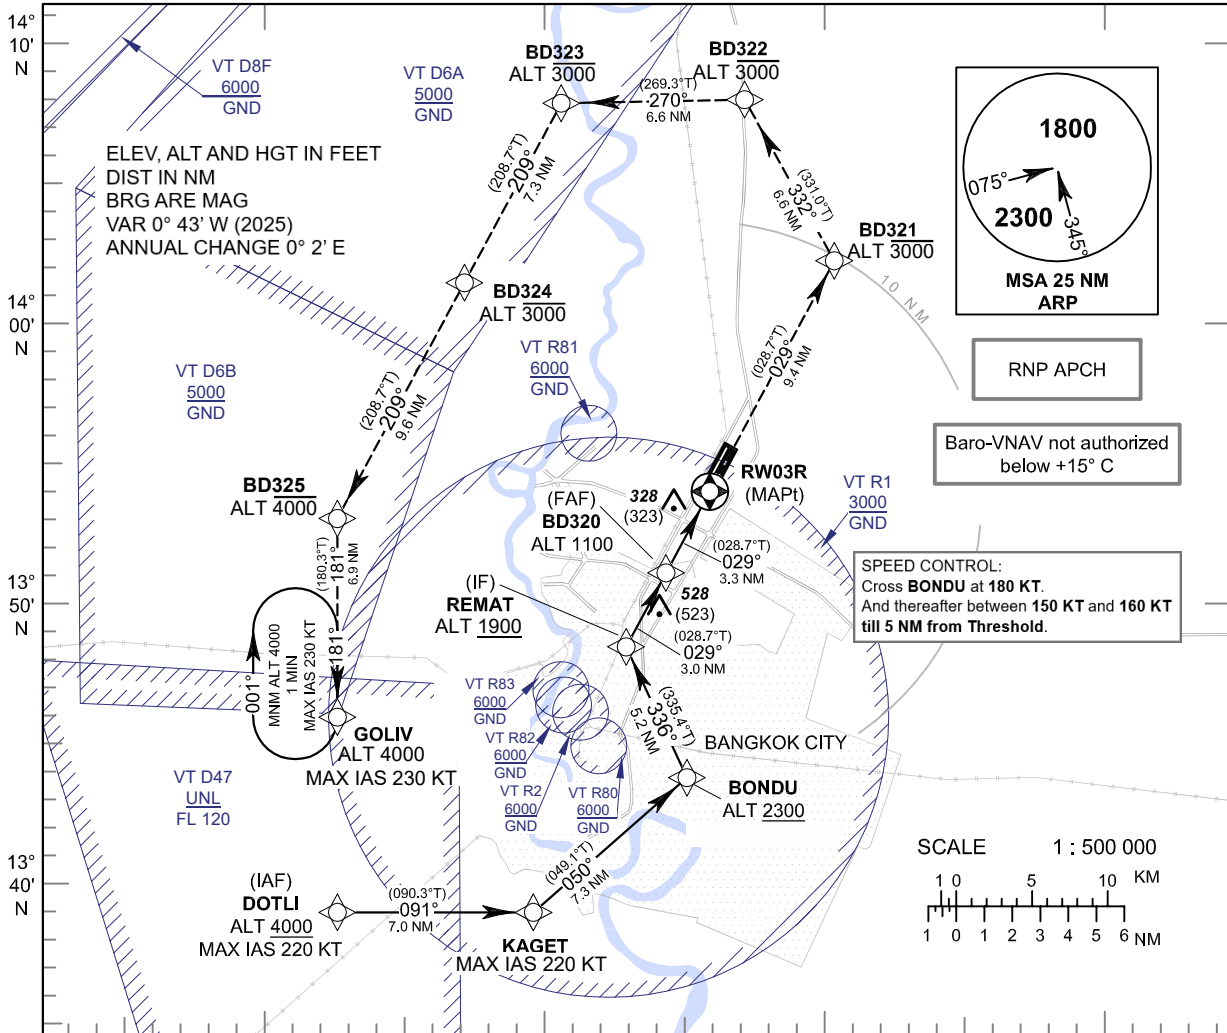 14°
10'
N
14°
00'
N
13°
50'
N
13°
40'
N
VT D8F
6000
GND
VT D6A
5000
GND
ELEV, ALT AND HGT IN FEET
DIST IN NM
BRG ARE MAG
VAR 0° 43' W (2025)
ANNUAL CHANGE 0° 2' E
BD323
ALT 3000
BD322
ALT 3000
(269.3°T)
270°
6.6 NM
(208.7°T)
209°
7.3 NM
(331.0°T)
332°
6.6 NM
BD321
ALT 3000
10 NM
1800
075°
2300
345°
MSA 25 NM
ARP
BD324
ALT 3000
VT D6B
5000
GND
VT R81
6000
GND
(208.7°T)
209°
9.6 NM
(028.7°T)
029°
9.4 NM
RNP APCH
Baro-VNAV not authorized
below +15° C
BD325
ALT 4000
RW03R
(MAPt)
VT R1
3000
GND
328
(323)
(FAF)
BD320
ALT 1100
(028.7°T)
029°
3.3 NM
SPEED CONTROL:
Cross BONDU at 180 KT.
And thereafter between 150 KT and 160 KT
till 5 NM from Threshold.
(180.3°T)
181°
6.9 NM
181°
001°
MNM ALT 4000
1 MIN
MAX IAS 230 KT
(IF)
REMAT
ALT 1900
528
(523)
(028.7°T)
029°
3.0 NM
GOLIV
ALT 4000
MAX IAS 230 KT
VT R83
6000
GND
VT R82
6000
GND
VT R2
6000
GND
VT R80
6000
GND
(335.4°T)
336°
5.2 NM
BANGKOK CITY
BONDU
ALT 2300
VT D47
UNL
FL 120
(IAF)
DOTLI
ALT 4000
MAX IAS 220 KT
(090.3°T)
091°
7.0 NM
KAGET
MAX IAS 220 KT
(049.1°T)
050°
7.3 NM
SCALE 1 : 500 000
1 0 5 10 KM
1 0 1 2 3 4 5 6 NM